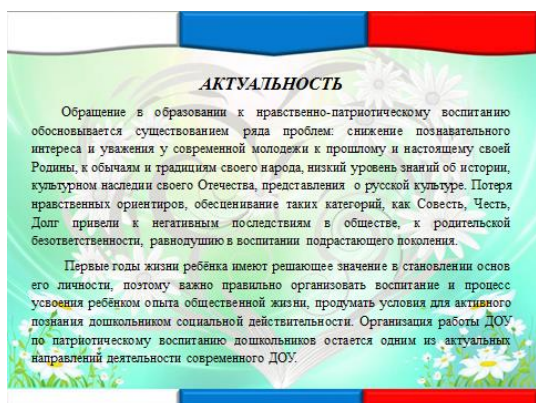 АКТУАЛЬНОСТЬ
Обращение в образовании к нравственно-патриотическому воспитанию
обосновывается существованием ряда проблем: снижение познавательного
интереса и уважения у современной молодежи к прошлому и настоящему своей
Родины, к обычаям и традициям своего народа, низкий уровень знаний об истории,
культурном наследии своего Отечества, представления о русской культуре. Потеря
нравственных ориентиров, обесценивание таких категорий, как Совесть, Честь,
Долг привели к негативным последствиям в обществе, к родительской
безответственности, равнодушию в воспитании подрастающего поколения.
Первые годы жизни ребёнка имеют решающее значение в становлении основ
его личности, поэтому важно правильно организовать воспитание и процесс
усвоения ребёнком опыта общественной жизни, продумать условия для активного
познания дошкольником социальной действительности. Организация работы ДОУ
по патриотическому воспитанию дошкольников остается одним из актуальных
направлений деятельности современного ДОУ.